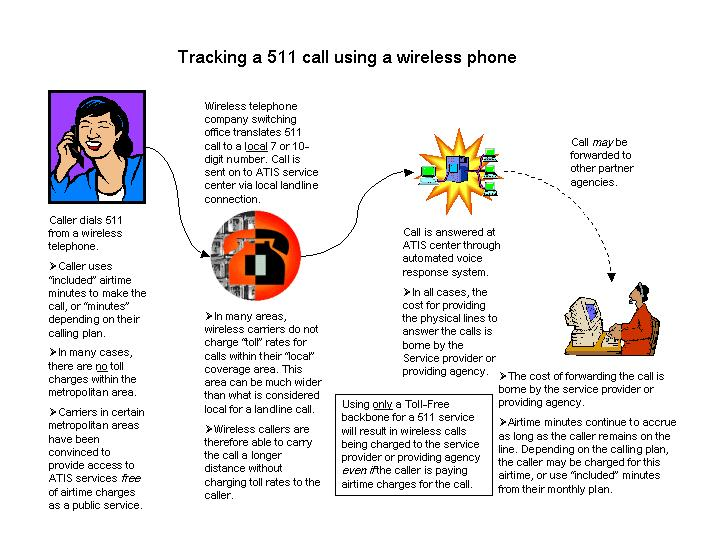 Tracking a 511 call using a wireless phone
Caller dials 511
from a wireless
telephone.
➢Caller uses
"included" airtime
minutes to make the
call, or "minutes"
depending on their
calling plan.
➢In many cases,
there are no toll
charges within the
metropolitan area.
➢Carriers in certain
metropolitan areas
have been
convinced to
provide access to
ATIS services free
of airtime charges
as a public service.
Wireless telephone
company switching
office translates 511
call to a local 7 or 10-
digit number. Call is
sent on to ATIS service
center via local landline
connection.
➢In many areas,
wireless carriers do not
charge "toll" rates for
calls within their "local"
coverage area. This
area can be much wider
than what is considered
local for a landline call.
➢Wireless callers are
therefore able to carry
the call a longer
distance without
charging toll rates to the
caller.
Call is answered at
ATIS center through
automated voice
response system.
➢In all cases, the
cost for providing
the physical lines to
answer the calls is
borne by the
Service provider or
providing agency.
Using only a Toll-Free
backbone for a 511 service
will result in wireless calls
being charged to the service
provider or providing agency
even if the caller is paying
airtime charges for the call.
Call may be
forwarded to
other partner
agencies.
➢The cost of forwarding the call is
borne by the service provider or
providing agency.
➢Airtime minutes continue to accrue
as long as the caller remains on the
line. Depending on the calling plan,
the caller may be charged for this
airtime, or use "included" minutes
from their monthly plan.